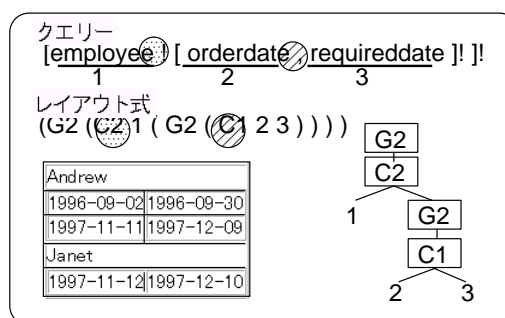 クエリー
[employee ! [ orderdate , requireddate ]! ]!
1 2 3
レイアウト式
(G2 (C2 1 ( G2 ( C1 2 3 ) ) ) )
Andrew
1996-09-02 1996-09-30
1997-11-11 1997-12-09
Janet
1997-11-12 1997-12-10
G2
C2
1 G2
C1
2 3